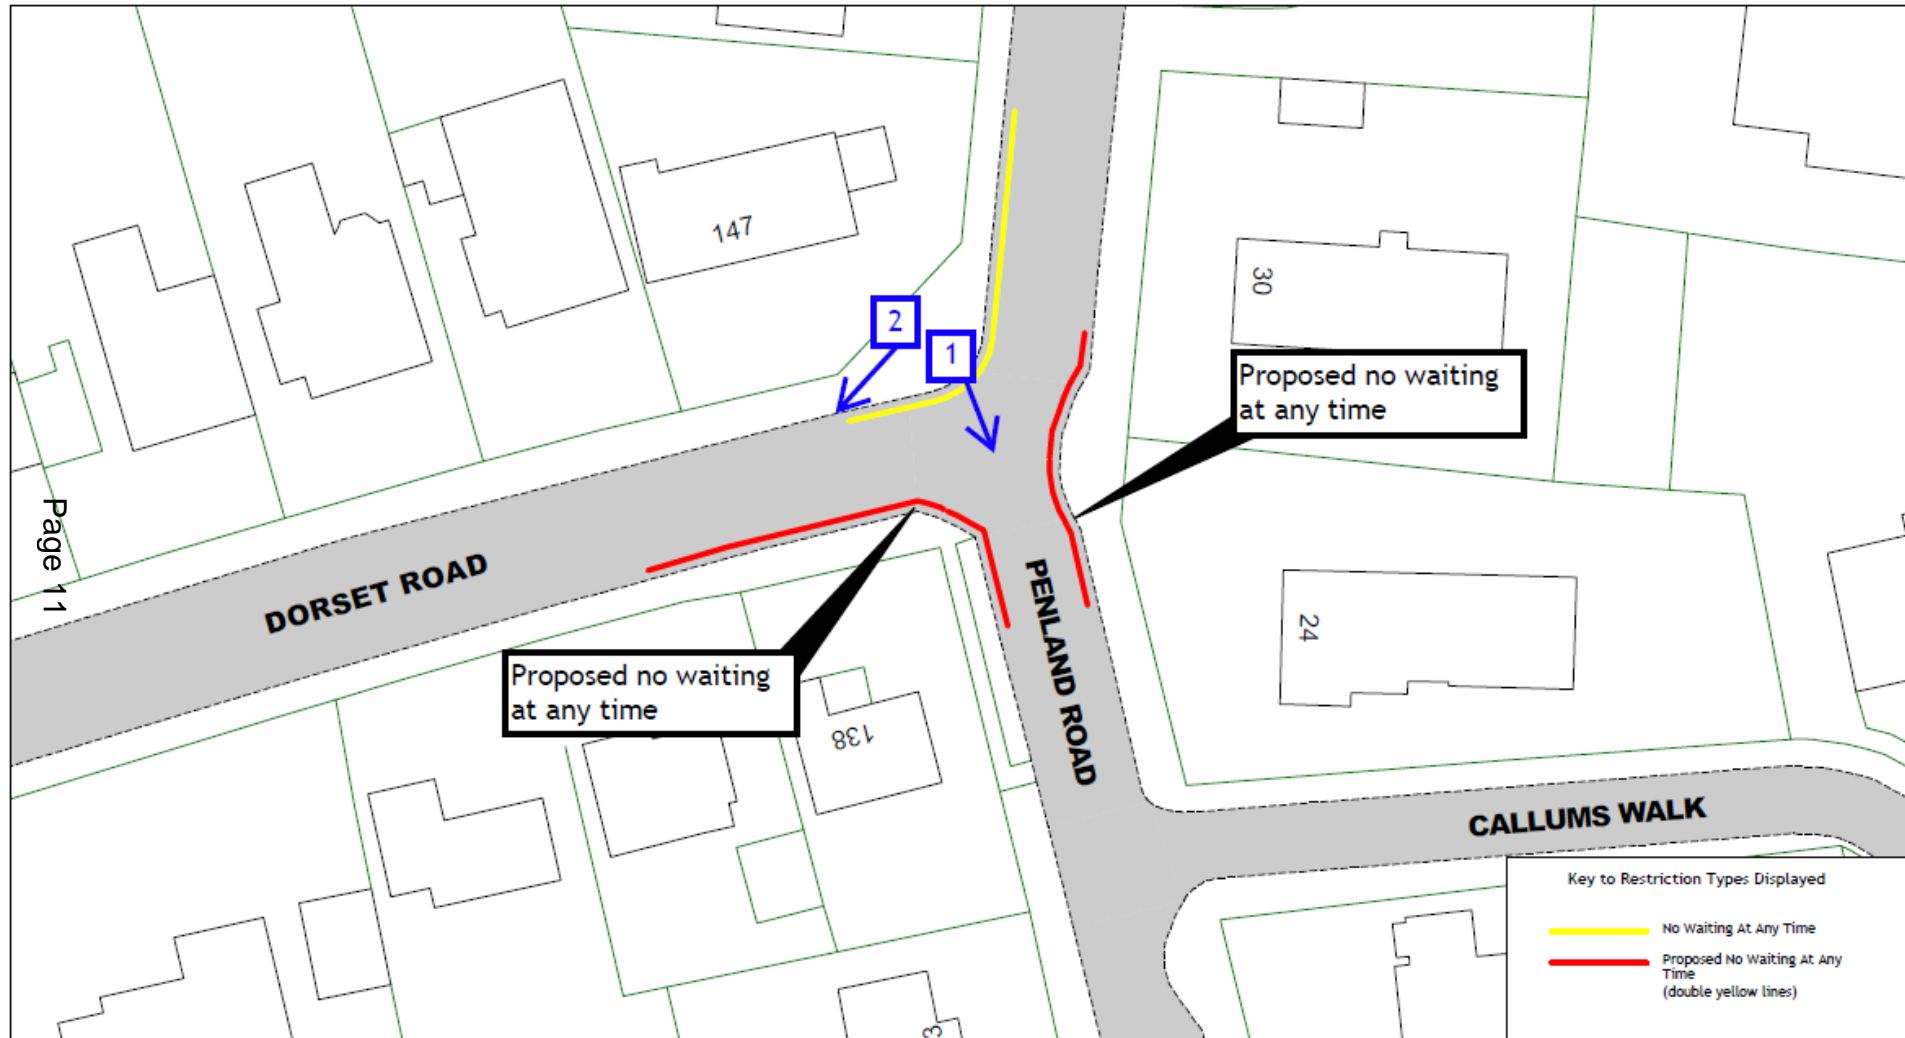 147
30
2
1
Proposed no waiting
at any time
Page 11
DORSET ROAD
PENLAND ROAD
24
Proposed no waiting
at any time
138
CALLUMS WALK
Key to Restriction Types Displayed
No Waiting At Any Time
Proposed No Waiting At Any
Time
(double yellow lines)